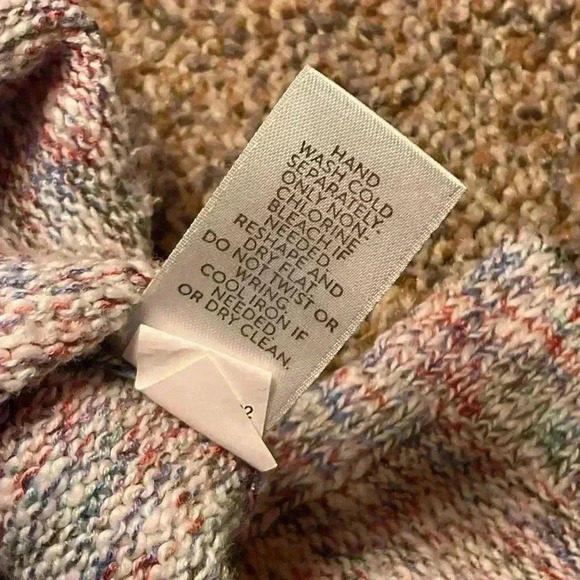 HAND
WASH COLD
SEPARATELY.
ONLY NON-
CHLORINE
BLEACH IF
NEEDED.
RESHAPE AND
DRY FLAT.
DO NOT TWIST OR
WRING.
COOL IRON IF
NEEDED.
OR DRY CLEAN.